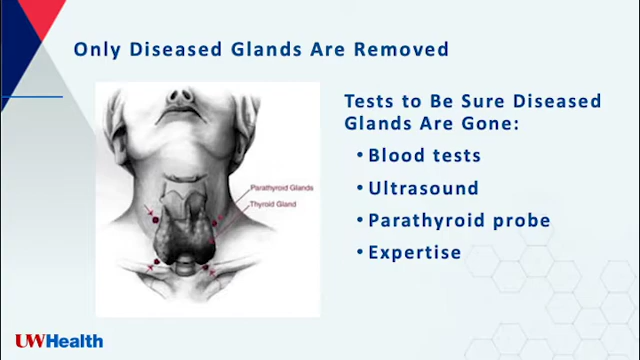 Only Diseased Glands Are Removed
Parathyroid Glands
Thyroid Gland
Tests to Be Sure Diseased
Glands Are Gone:
• Blood tests
• Ultrasound
• Parathyroid probe
• Expertise
UWHealth